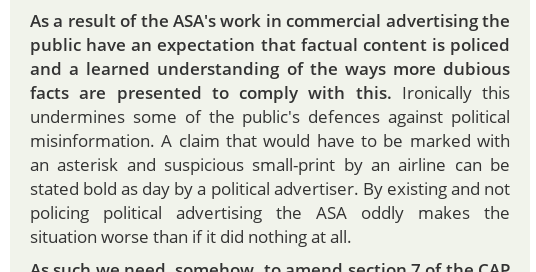 As a result of the ASA's work in commercial advertising the
public have an expectation that factual content is policed
and a learned understanding of the ways more dubious
facts are presented to comply with this. Ironically this
undermines some of the public's defences against political
misinformation. A claim that would have to be marked with
an asterisk and suspicious small-print by an airline can be
stated bold as day by a political advertiser. By existing and not
policing political advertising the ASA oddly makes the
situation worse than if it did nothing at all.
As such we need, somehow, to amend section 7 of the CAP